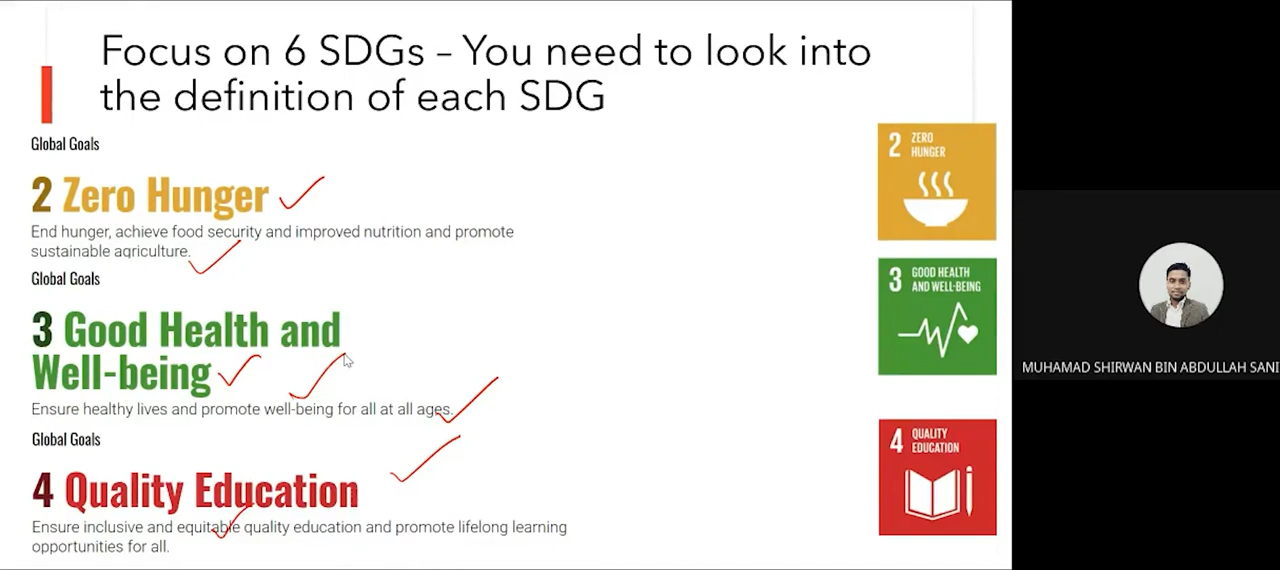 Focus on 6 SDGs – You need to look into
the definition of each SDG
Global Goals
2 Zero Hunger
End hunger, achieve food security and improved nutrition and promote
sustainable agriculture.
Global Goals
3 Good Health and
Well-being
Ensure healthy lives and promote well-being for all at all ages.
Global Goals
4 Quality Education
Ensure inclusive and equitable quality education and promote lifelong learning
opportunities for all.
2 ZERO
HUNGER
3 GOOD HEALTH
AND WELL-BEING
4 QUALITY
EDUCATION
MUHAMAD SHIRWAN BIN ABDULLAH SANI